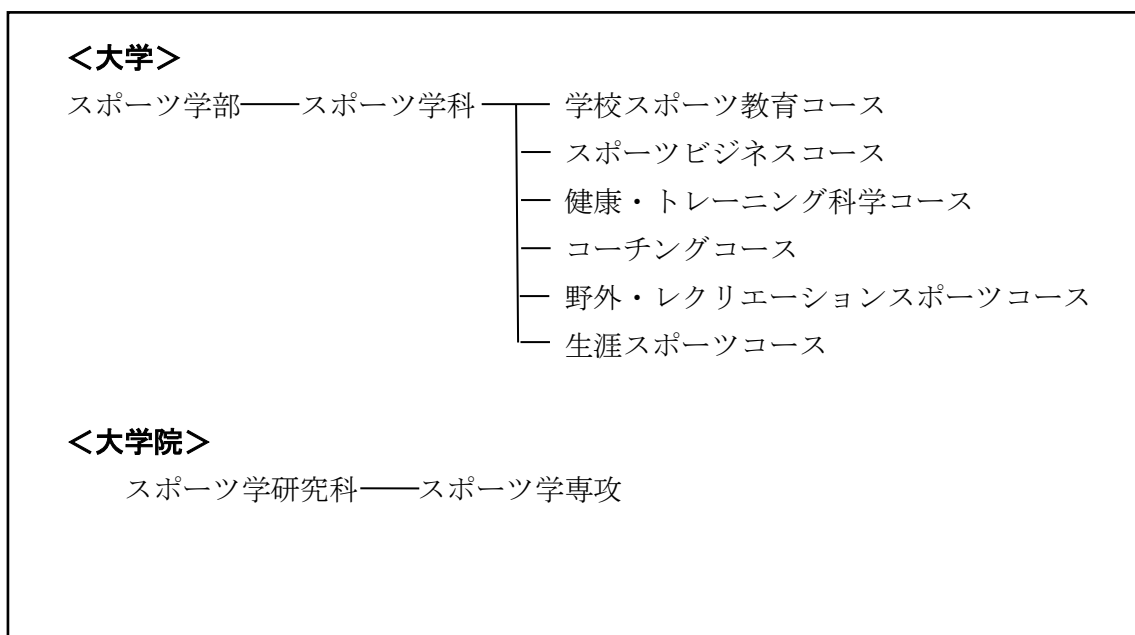 ＜大学＞
スポーツ学部――スポーツ学科――学校スポーツ教育コース
スポーツビジネスコース
健康・トレーニング科学コース
コーチングコース
野外・レクリエーションスポーツコース
生涯スポーツコース
＜大学院＞
スポーツ学研究科――スポーツ学専攻